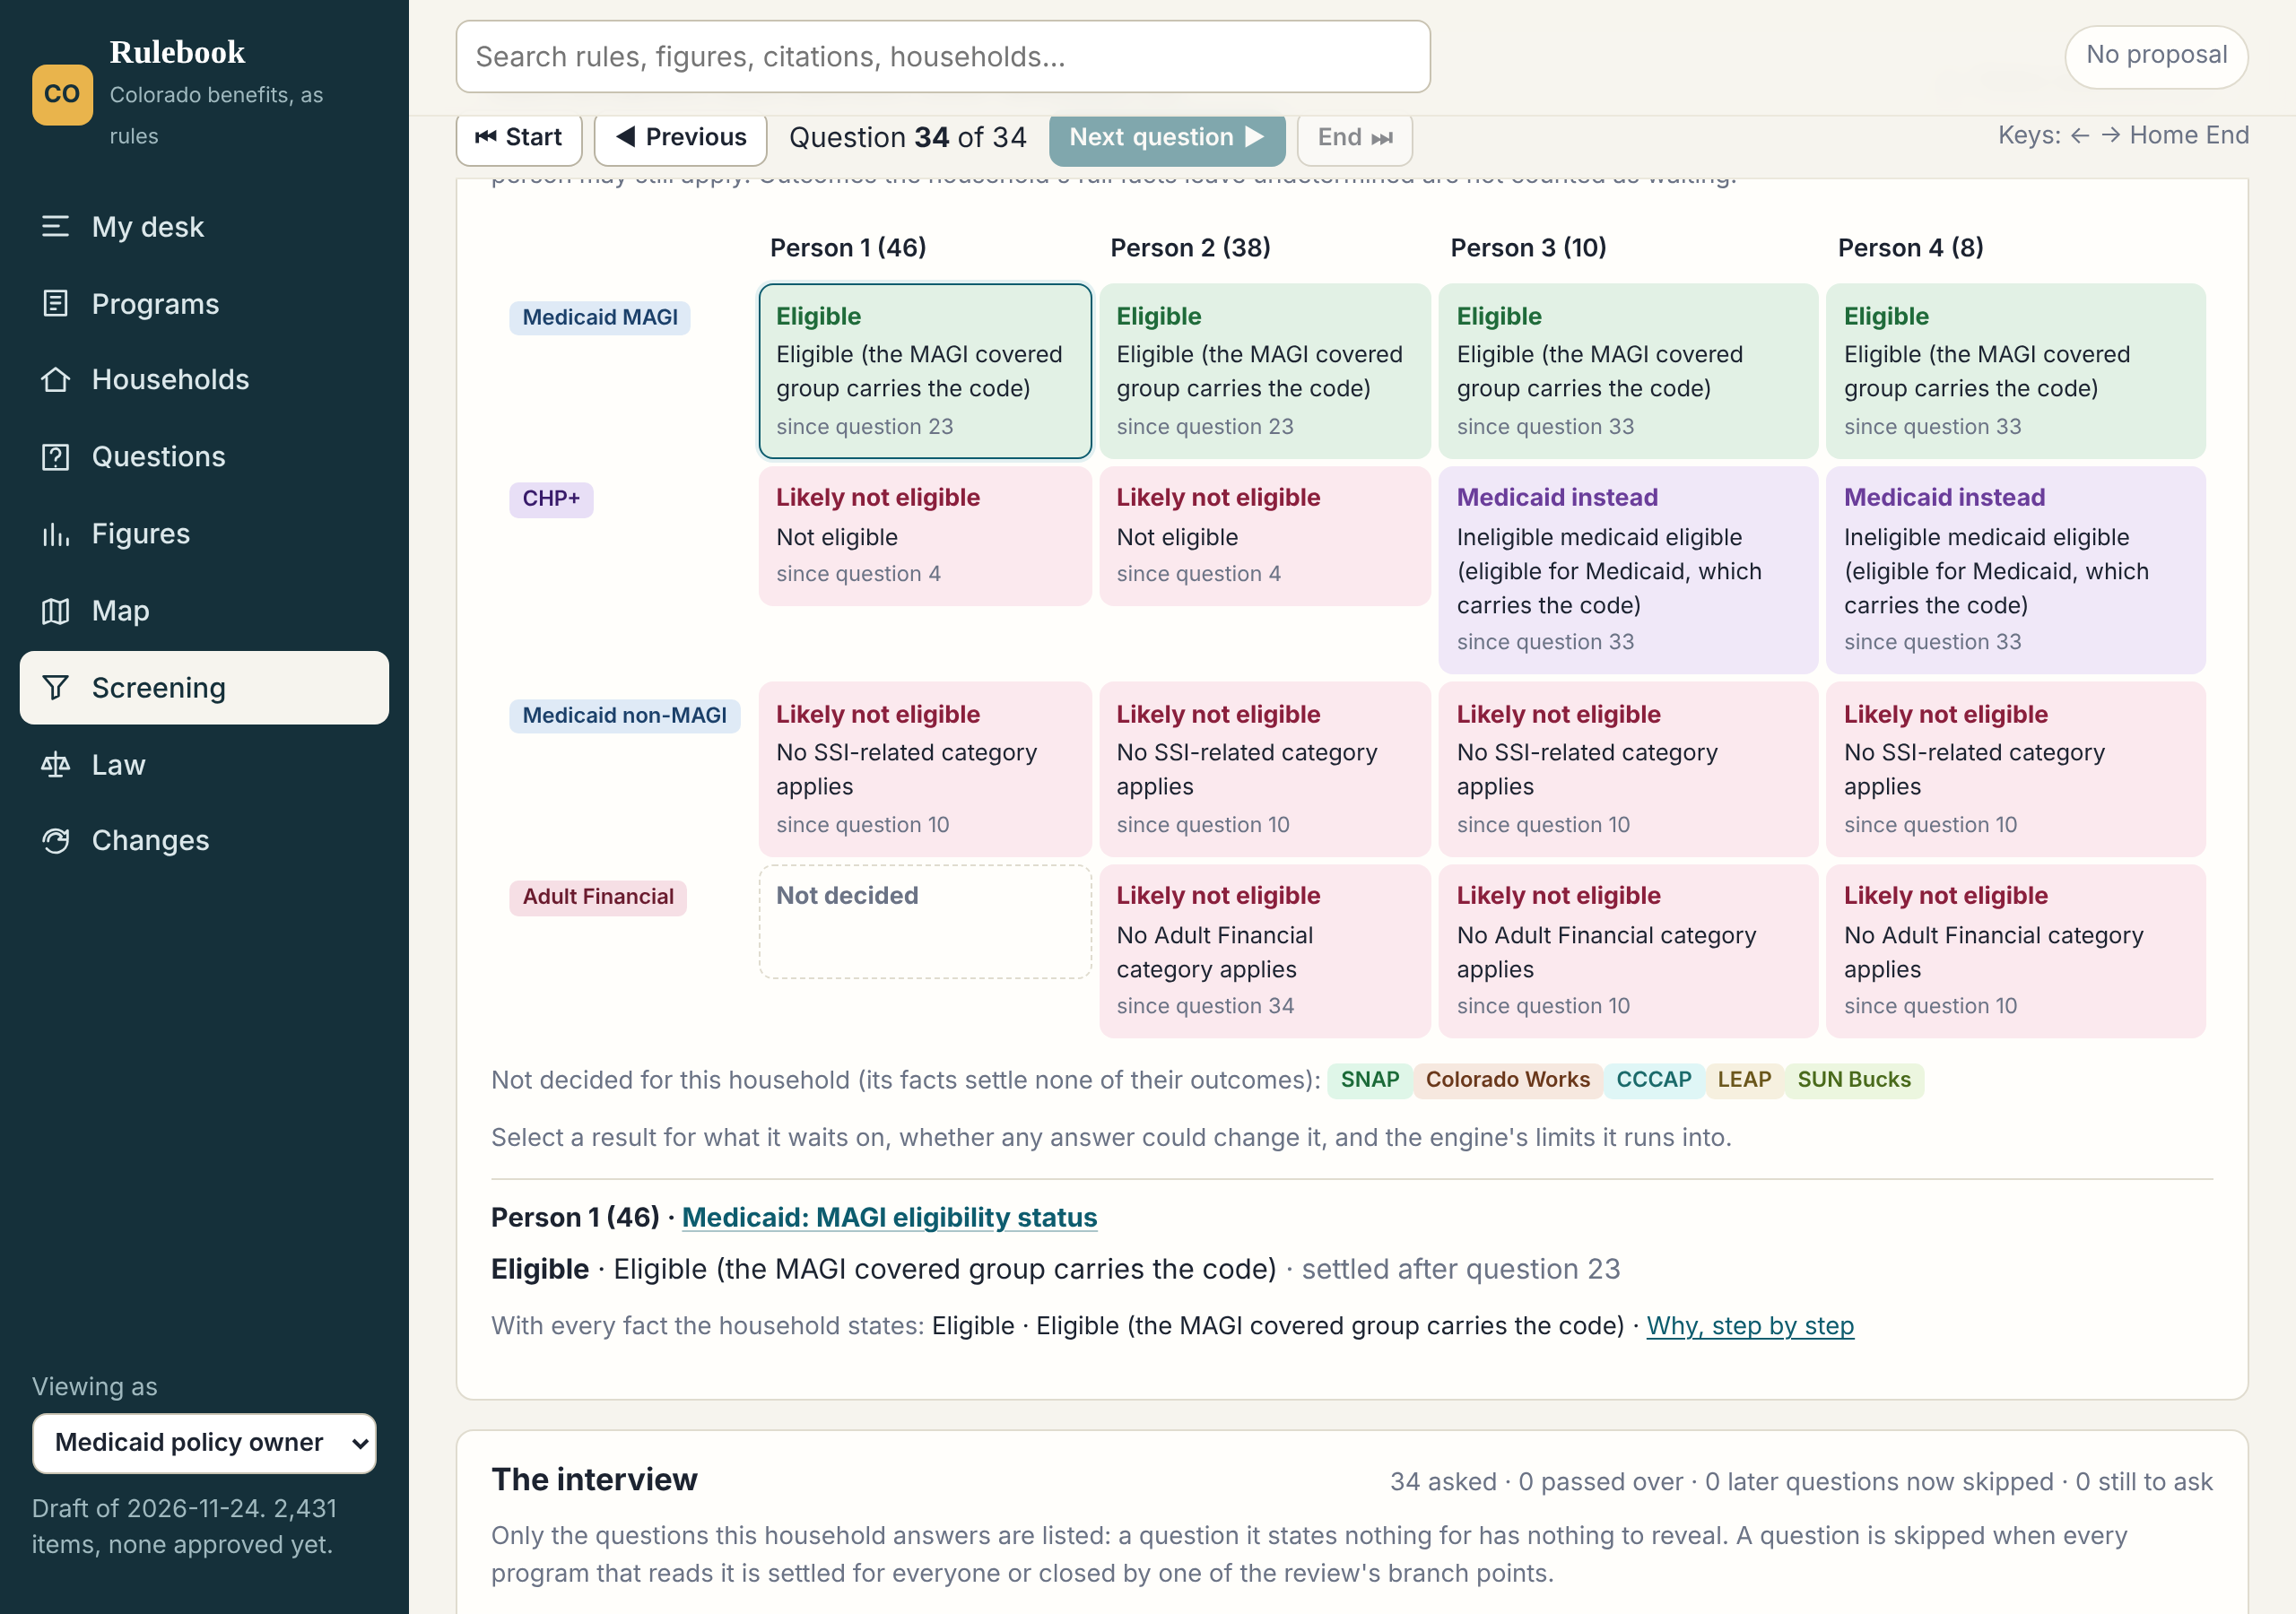 CO
Rulebook
Colorado benefits, as
rules
My desk
Programs
Households
Questions
Figures
Map
Screening
Law
Changes
Viewing as
Medicaid policy owner
Draft of 2026-11-24. 2,431
items, none approved yet.
Search rules, figures, citations, households...
No proposal
⏮ Start
◀ Previous
Question 34 of 34
Next question ▶
End ⏭
Keys: ← → Home End
person may still apply. Outcomes the household's full facts leave undetermined are not counted as waiting.
Person 1 (46)
Person 2 (38)
Person 3 (10)
Person 4 (8)
Medicaid MAGI
Eligible
Eligible (the MAGI covered
group carries the code)
since question 23
Eligible
Eligible (the MAGI covered
group carries the code)
since question 23
Eligible
Eligible (the MAGI covered
group carries the code)
since question 33
Eligible
Eligible (the MAGI covered
group carries the code)
since question 33
CHP+
Likely not eligible
Not eligible
since question 4
Likely not eligible
Not eligible
since question 4
Medicaid instead
Ineligible medicaid eligible
(eligible for Medicaid, which
carries the code)
since question 33
Medicaid instead
Ineligible medicaid eligible
(eligible for Medicaid, which
carries the code)
since question 33
Medicaid non-MAGI
Likely not eligible
No SSI-related category
applies
since question 10
Likely not eligible
No SSI-related category
applies
since question 10
Likely not eligible
No SSI-related category
applies
since question 10
Likely not eligible
No SSI-related category
applies
since question 10
Adult Financial
Not decided
Likely not eligible
No Adult Financial
category applies
since question 34
Likely not eligible
No Adult Financial category
applies
since question 10
Likely not eligible
No Adult Financial category
applies
since question 10
Not decided for this household (its facts settle none of their outcomes): SNAP Colorado Works CCCAP LEAP SUN Bucks
Select a result for what it waits on, whether any answer could change it, and the engine's limits it runs into.
Person 1 (46) · Medicaid: MAGI eligibility status
Eligible · Eligible (the MAGI covered group carries the code) · settled after question 23
With every fact the household states: Eligible · Eligible (the MAGI covered group carries the code) · Why, step by step
The interview
34 asked · 0 passed over · 0 later questions now skipped · 0 still to ask
Only the questions this household answers are listed: a question it states nothing for has nothing to reveal. A question is skipped when every
program that reads it is settled for everyone or closed by one of the review's branch points.